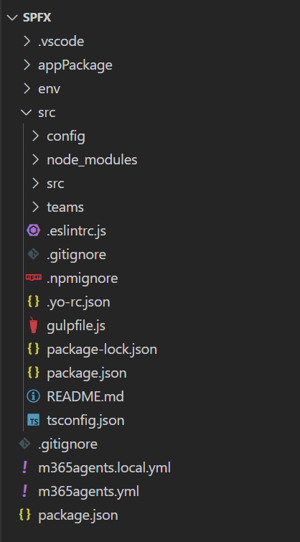 SPFX
.vscode
appPackage
env
src
config
node_modules
src
teams
.eslintrc.js
.gitignore
.npmignore
{} .yo-rc.json
gulpfile.js
{} package-lock.json
{} package.json
README.md
TS tsconfig.json
.gitignore
! m365agents.local.yml
! m365agents.yml
{} package.json